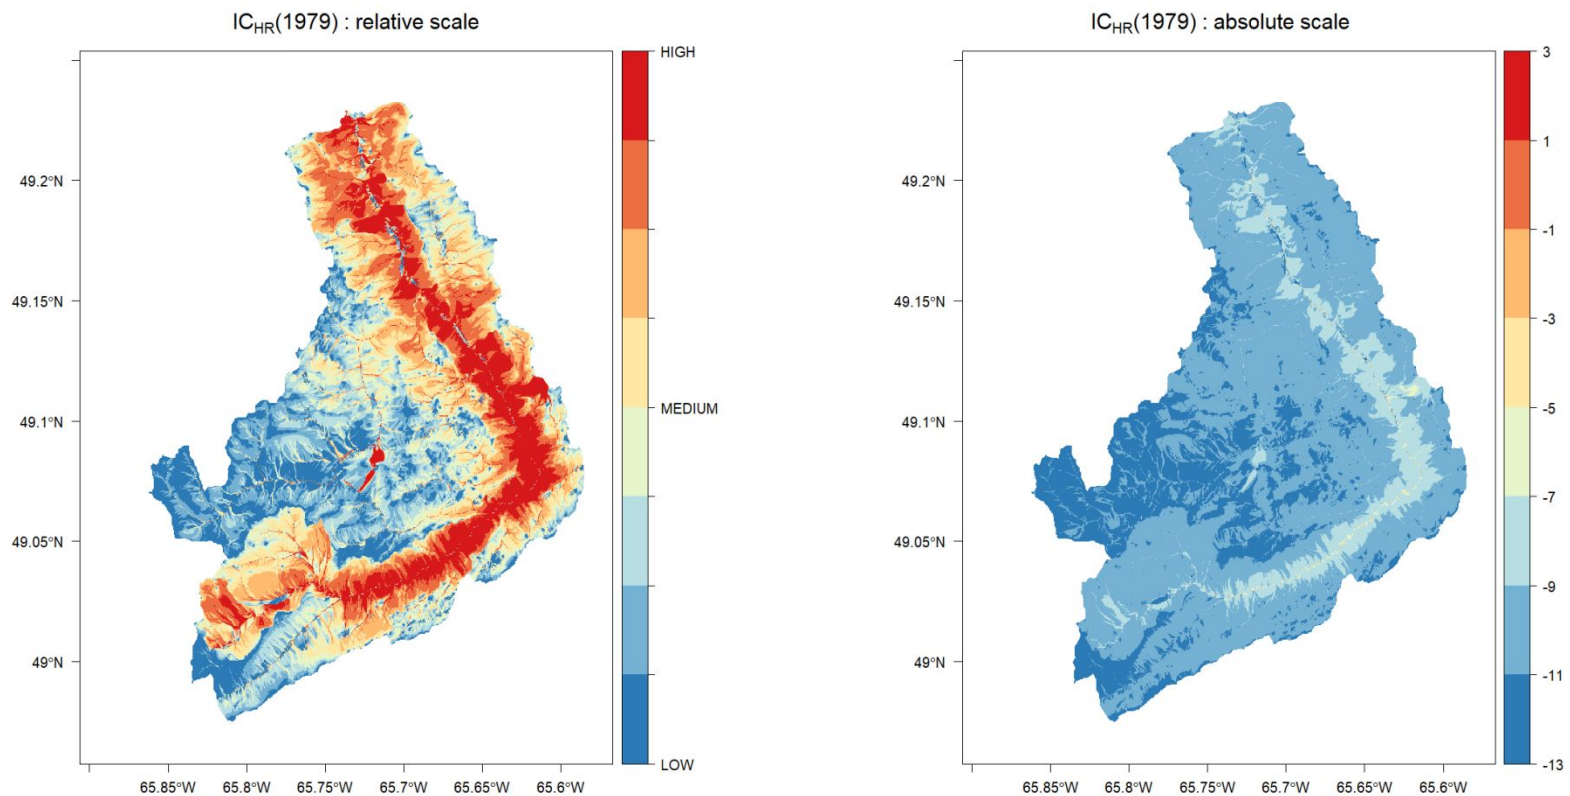 IC_HR(1979) : relative scale
HIGH
MEDIUM
LOW
49.2°N
49.15°N
49.1°N
49.05°N
49°N
65.85°W 65.8°W 65.75°W 65.7°W 65.65°W 65.6°W
IC_HR(1979) : absolute scale
3
1
-1
-3
-5
-7
-9
-11
-13
49.2°N
49.15°N
49.1°N
49.05°N
49°N
65.85°W 65.8°W 65.75°W 65.7°W 65.65°W 65.6°W